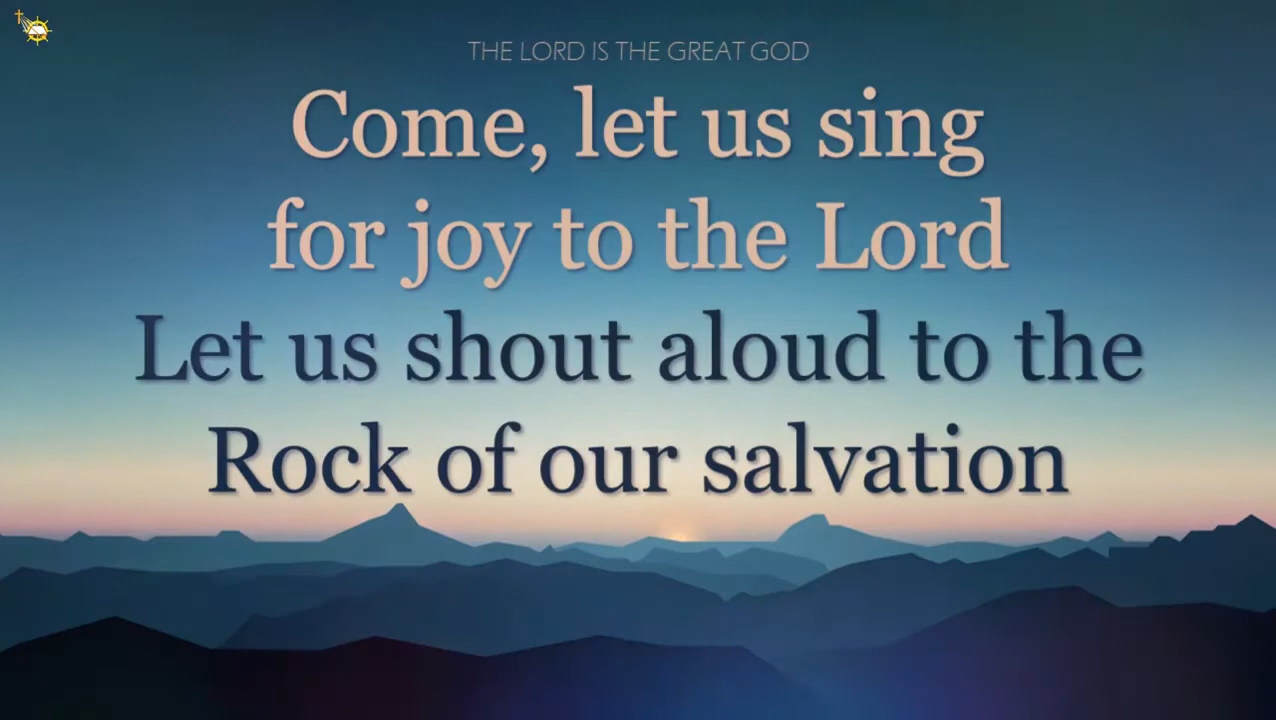 THE LORD IS THE GREAT GOD
Come, let us sing
for joy to the Lord
Let us shout aloud to the
Rock of our salvation